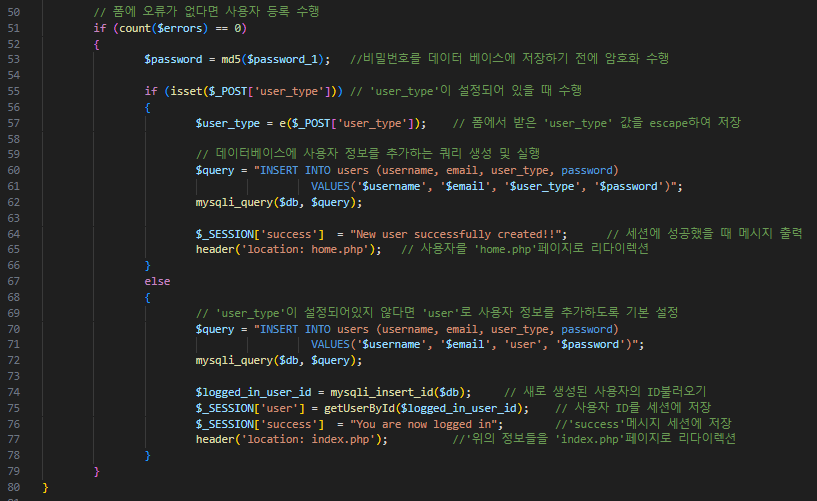 50 // 폼에 오류가 없다면 사용자 등록 수행
51 if (count($errors) == 0)
52 {
53 $password = md5($password_1); //비밀번호를 데이터 베이스에 저장하기 전에 암호화 수행
54
55 if (isset($_POST['user_type'])) // 'user_type'이 설정되어 있을 때 수행
56 {
57 $user_type = e($_POST['user_type']); // 폼에서 받은 'user_type' 값을 escape하여 저장
58
59 // 데이터베이스에 사용자 정보를 추가하는 쿼리 생성 및 실행
60 $query = "INSERT INTO users (username, email, user_type, password)
61 VALUES('$username', '$email', '$user_type', '$password')";
62 mysqli_query($db, $query);
63
64 $_SESSION['success'] = "New user successfully created!!"; // 세션에 성공했을 때 메시지 출력
65 header('location: home.php'); // 사용자를 'home.php'페이지로 리다이렉션
66 }
67 else
68 {
69 // 'user_type'이 설정되어있지 않다면 'user'로 사용자 정보를 추가하도록 기본 설정
70 $query = "INSERT INTO users (username, email, user_type, password)
71 VALUES('$username', '$email', 'user', '$password')";
72 mysqli_query($db, $query);
73
74 $logged_in_user_id = mysqli_insert_id($db); // 새로 생성된 사용자의 ID불러오기
75 $_SESSION['user'] = getUserById($logged_in_user_id); // 사용자 ID를 세션에 저장
76 $_SESSION['success'] = "You are now logged in"; //'success'메시지 세션에 저장
77 header('location: index.php'); //'위의 정보들을 'index.php'페이지로 리다이렉션
78 }
79 }
80 }